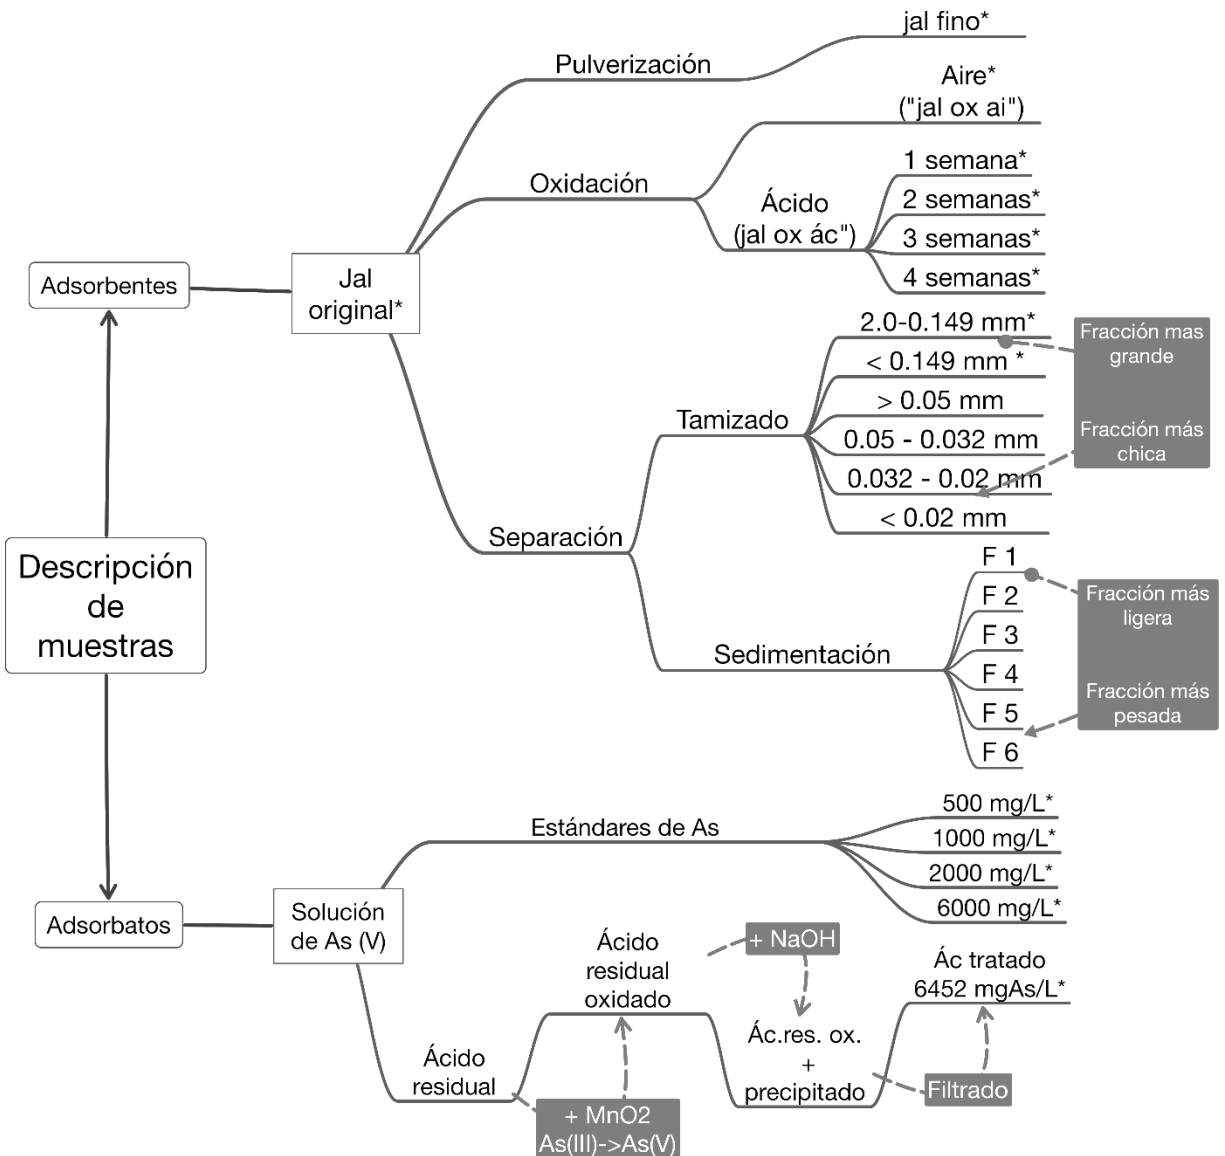 jal fino*
Pulverización
Aire*
("jal ox ai")
Oxidación
Ácido
(jal ox ác")
1 semana*
2 semanas*
3 semanas*
4 semanas*
Adsorbentes
Jal
original*
2.0-0.149 mm*
< 0.149 mm *
> 0.05 mm
0.05 - 0.032 mm
0.032 - 0.02 mm
< 0.02 mm
Tamizado
Fracción mas
grande
Fracción más
chica
Separación
Descripción
de
muestras
F 1
F 2
F 3
F 4
F 5
F 6
Sedimentación
Fracción más
ligera
Fracción más
pesada
Estándares de As
500 mg/L*
1000 mg/L*
2000 mg/L*
6000 mg/L*
Adsorbatos
Solución
de As (V)
Ácido
residual
oxidado
+ NaOH
Ác tratado
6452 mgAs/L*
Ác.res. ox.
+
precipitado
Ácido
residual
Filtrado
+ MnO2
As(III)->As(V)